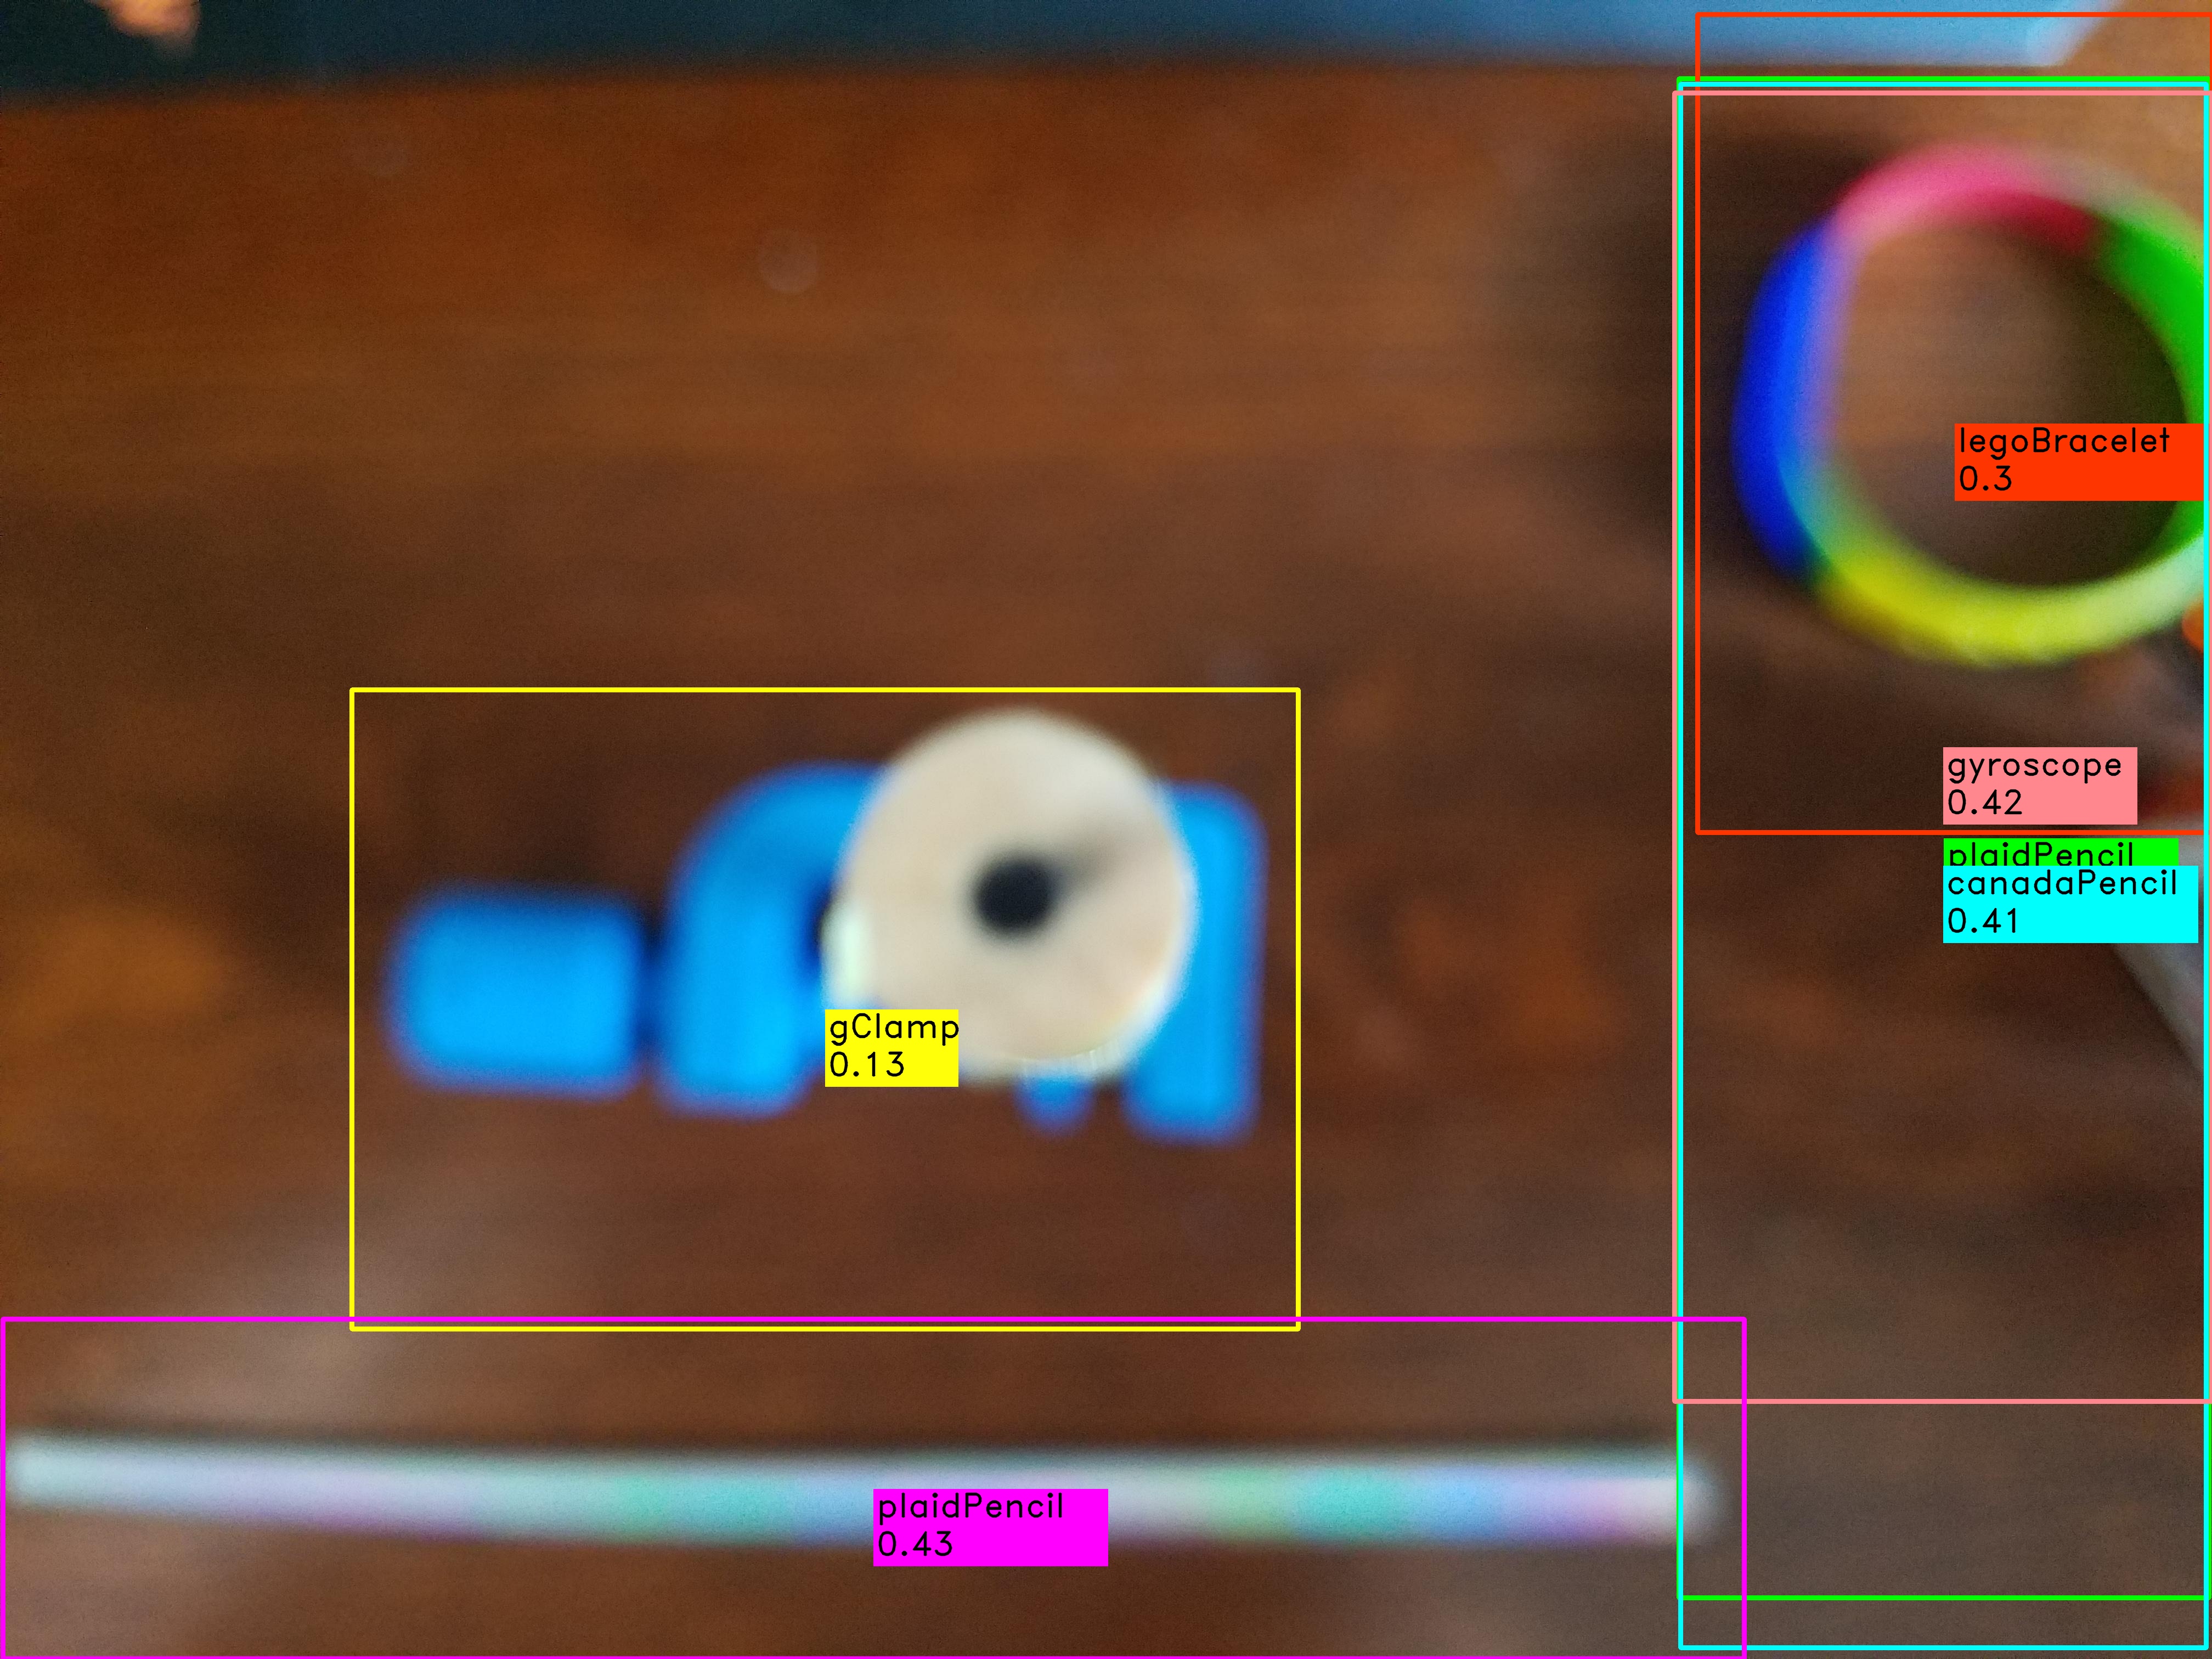 legoBracelet
0.3
gyroscope
0.42
plaidPencil
canadaPencil
0.41
gClamp
0.13
plaidPencil
0.43